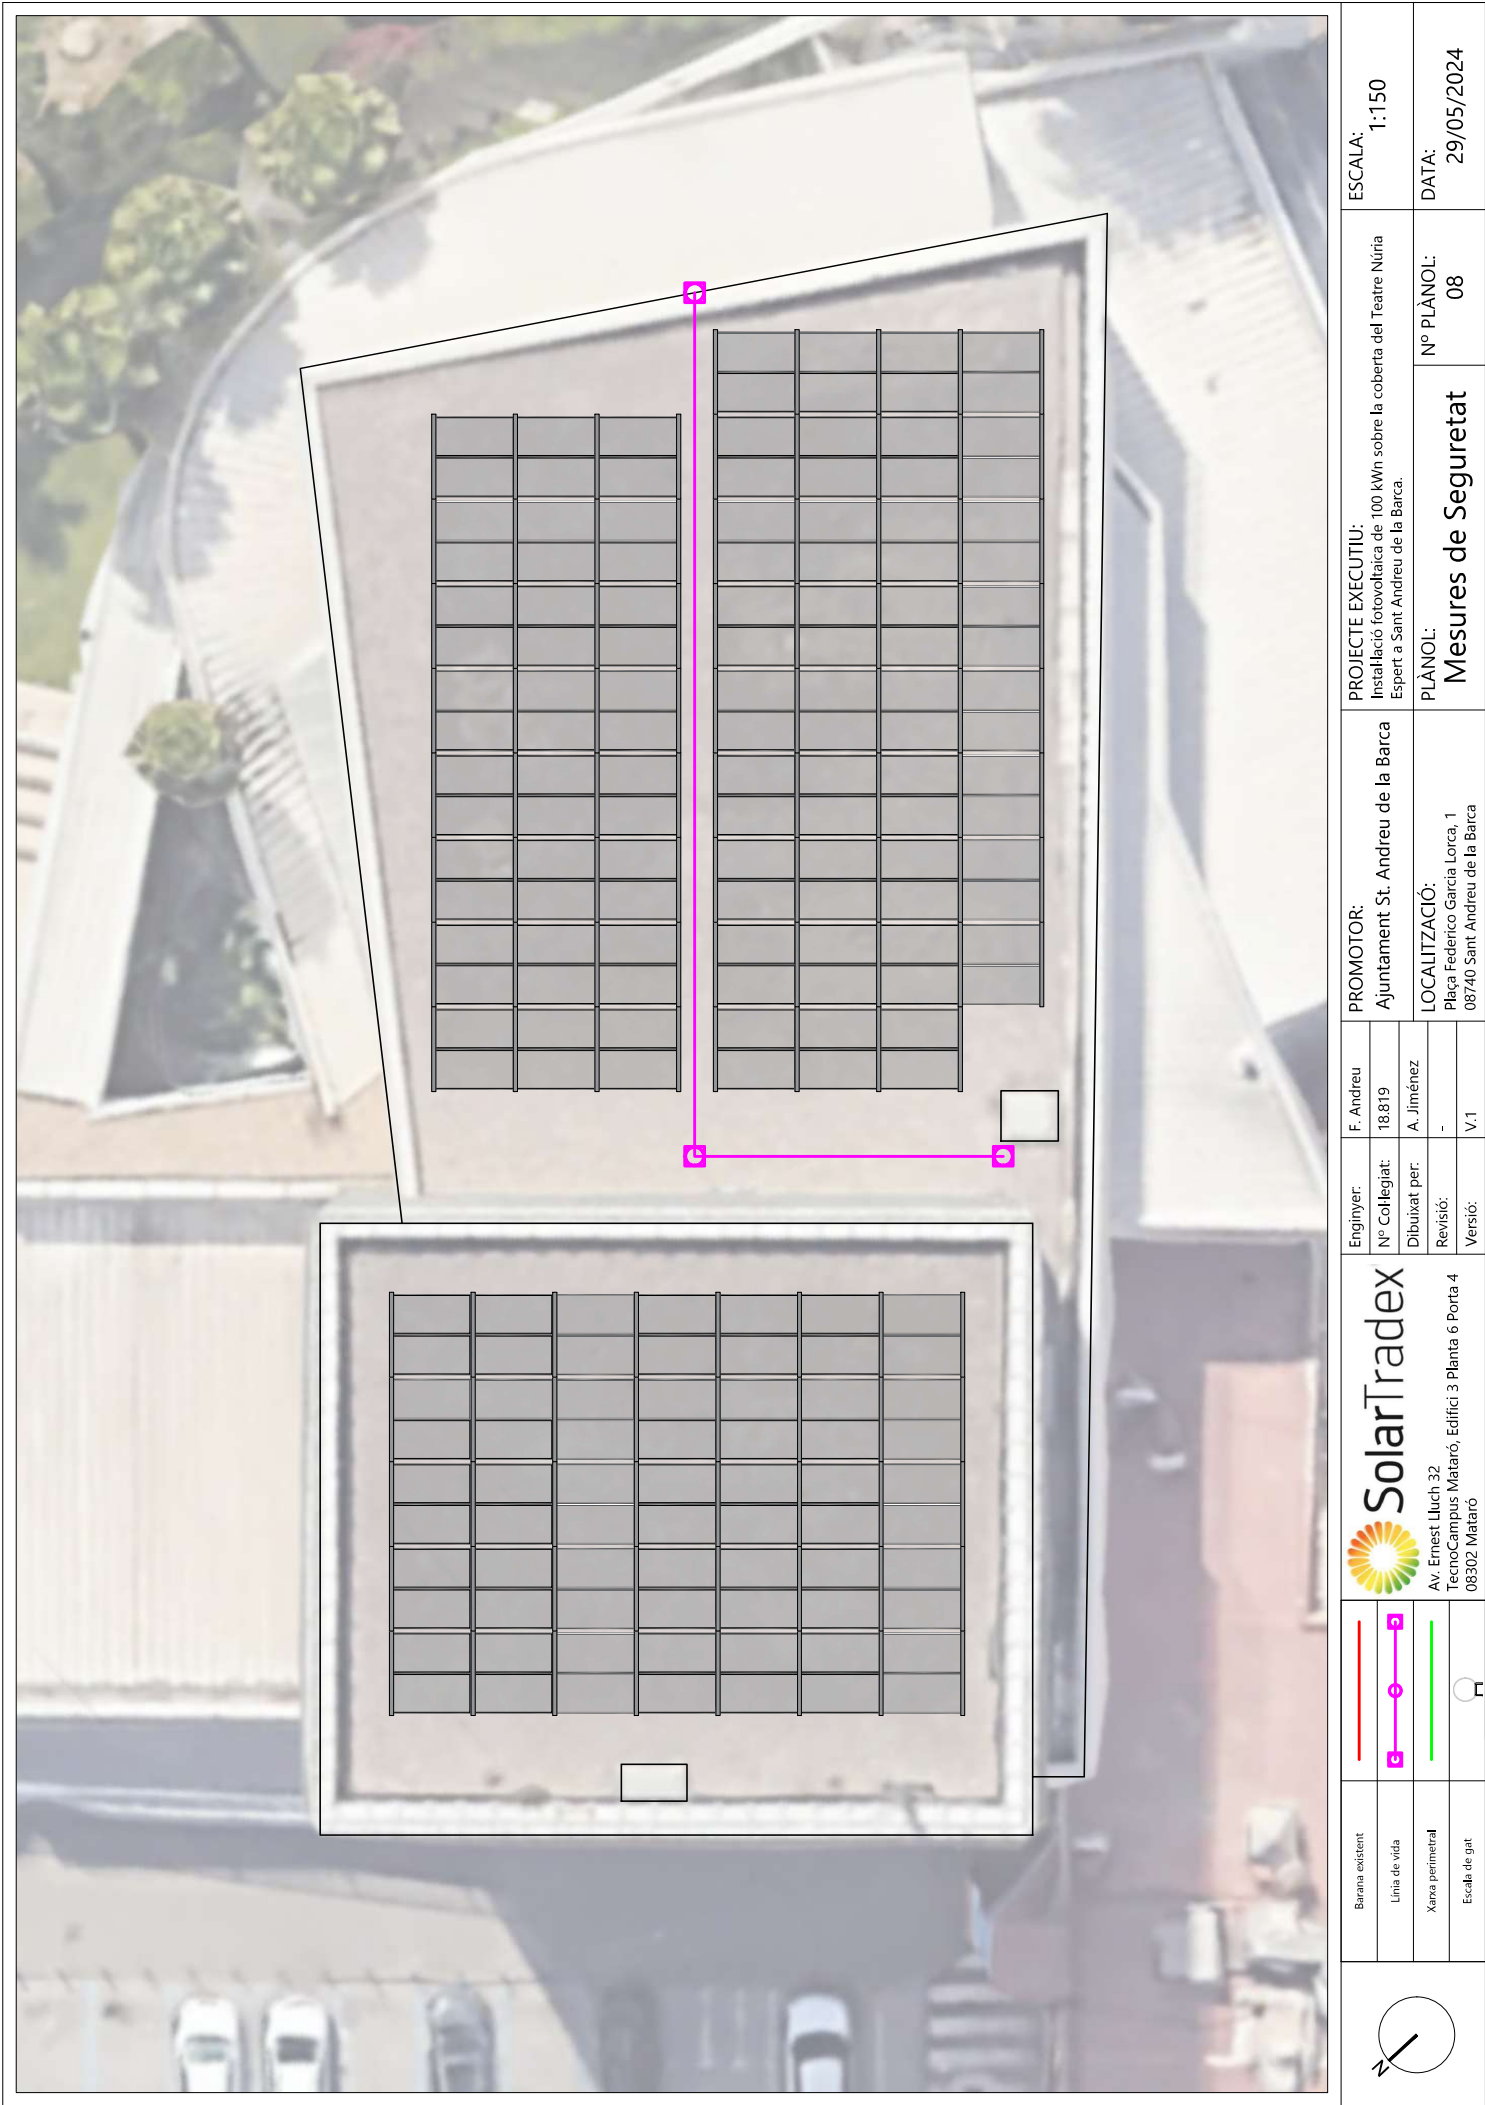 Barana existent
Línia de vida
Xarxa perimetral
Escala de gat
N
SolarTradex
Av. Ernest Lluch 32
TecnoCampus Mataró, Edifici 3 Planta 6 Porta 4
08302 Mataró
Enginyer: F. Andreu
Nº Col·legiat: 18.819
Dibuixat per: A. Jiménez
Revisió: -
Versió: V.1
PROMOTOR:
Ajuntament St. Andreu de la Barca
LOCALITZACIÓ:
Plaça Federico Garcia Lorca, 1
08740 Sant Andreu de la Barca
PROJECTE EXECUTIU:
Instal·lació fotovoltaica de 100 kWn sobre la coberta del Teatre Núria
Espert a Sant Andreu de la Barca.
PLÀNOL:
Mesures de Seguretat
Nº PLÀNOL:
08
ESCALA:
1:150
DATA:
29/05/2024